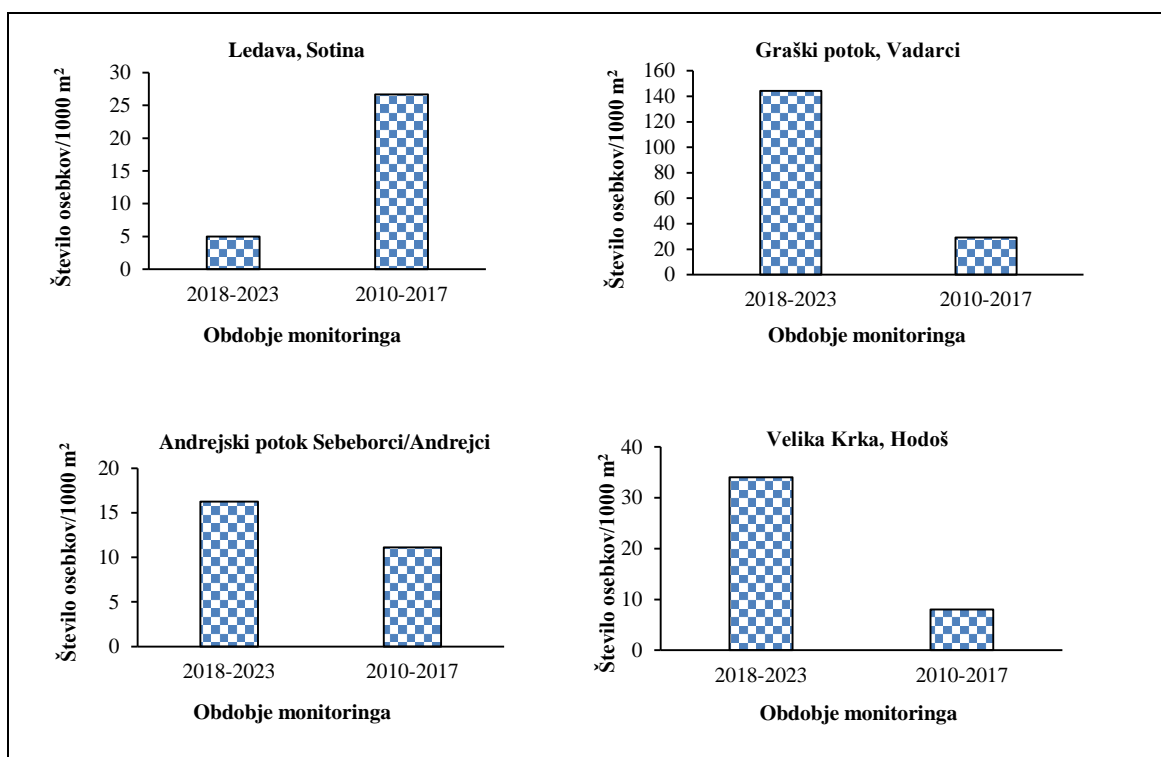 Ledava, Sotina
Število osebkov/1000 m²
30
25
20
15
10
5
0
2018-2023 2010-2017
Obdobje monitoringa
Graški potok, Vadarci
Število osebkov/1000 m²
160
140
120
100
80
60
40
20
0
2018-2023 2010-2017
Obdobje monitoringa
Andrejski potok Sebeborci/Andrejci
Število osebkov/1000 m²
20
15
10
5
0
2018-2023 2010-2017
Obdobje monitoringa
Velika Krka, Hodoš
Število osebkov/1000 m²
40
30
20
10
0
2018-2023 2010-2017
Obdobje monitoringa